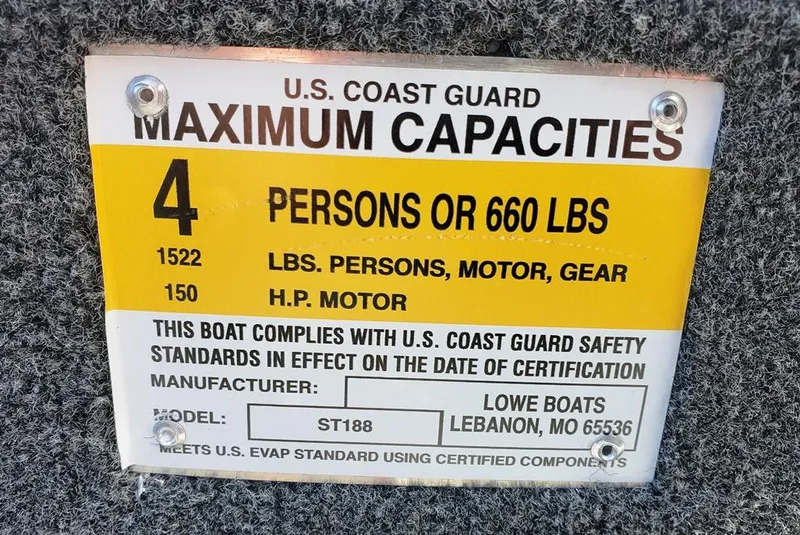 U.S. COAST GUARD
MAXIMUM CAPACITIES
4 PERSONS OR 660 LBS
1522 LBS. PERSONS, MOTOR, GEAR
150 H.P. MOTOR
THIS BOAT COMPLIES WITH U.S. COAST GUARD SAFETY
STANDARDS IN EFFECT ON THE DATE OF CERTIFICATION
MANUFACTURER: LOWE BOATS
MODEL: ST188 LEBANON, MO 65536
MEETS U.S. EVAP STANDARD USING CERTIFIED COMPONENTS